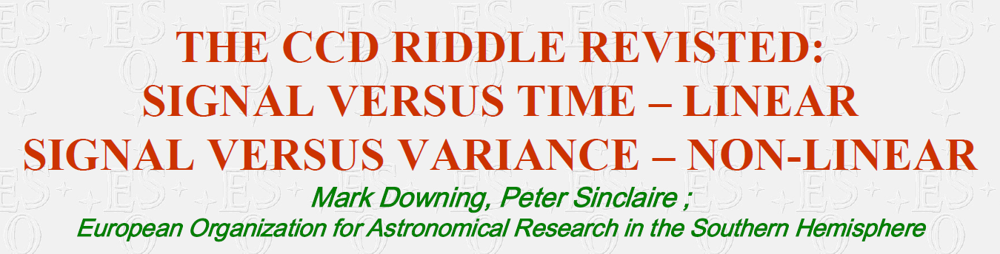 THE CCD RIDDLE REVISTED:
SIGNAL VERSUS TIME – LINEAR
SIGNAL VERSUS VARIANCE – NON-LINEAR
Mark Downing, Peter Sinclaire ;
European Organization for Astronomical Research in the Southern Hemisphere